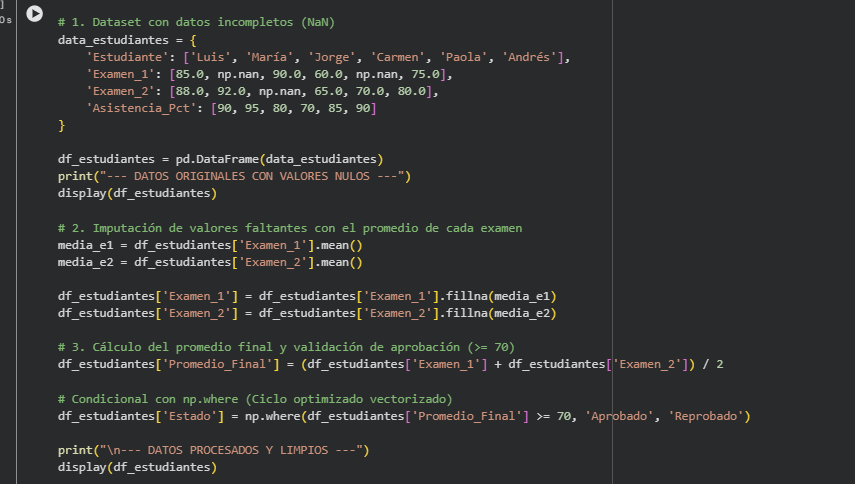 ]
0 s
# 1. Dataset con datos incompletos (NaN)
data_estudiantes = {
    'Estudiante': ['Luis', 'María', 'Jorge', 'Carmen', 'Paola', 'Andrés'],
    'Examen_1': [85.0, np.nan, 90.0, 60.0, np.nan, 75.0],
    'Examen_2': [88.0, 92.0, np.nan, 65.0, 70.0, 80.0],
    'Asistencia_Pct': [90, 95, 80, 70, 85, 90]
}

df_estudiantes = pd.DataFrame(data_estudiantes)
print("--- DATOS ORIGINALES CON VALORES NULOS ---")
display(df_estudiantes)

# 2. Imputación de valores faltantes con el promedio de cada examen
media_e1 = df_estudiantes['Examen_1'].mean()
media_e2 = df_estudiantes['Examen_2'].mean()

df_estudiantes['Examen_1'] = df_estudiantes['Examen_1'].fillna(media_e1)
df_estudiantes['Examen_2'] = df_estudiantes['Examen_2'].fillna(media_e2)

# 3. Cálculo del promedio final y validación de aprobación (>= 70)
df_estudiantes['Promedio_Final'] = (df_estudiantes['Examen_1'] + df_estudiantes['Examen_2']) / 2

# Condicional con np.where (Ciclo optimizado vectorizado)
df_estudiantes['Estado'] = np.where(df_estudiantes['Promedio_Final'] >= 70, 'Aprobado', 'Reprobado')

print("\n--- DATOS PROCESADOS Y LIMPIOS ---")
display(df_estudiantes)